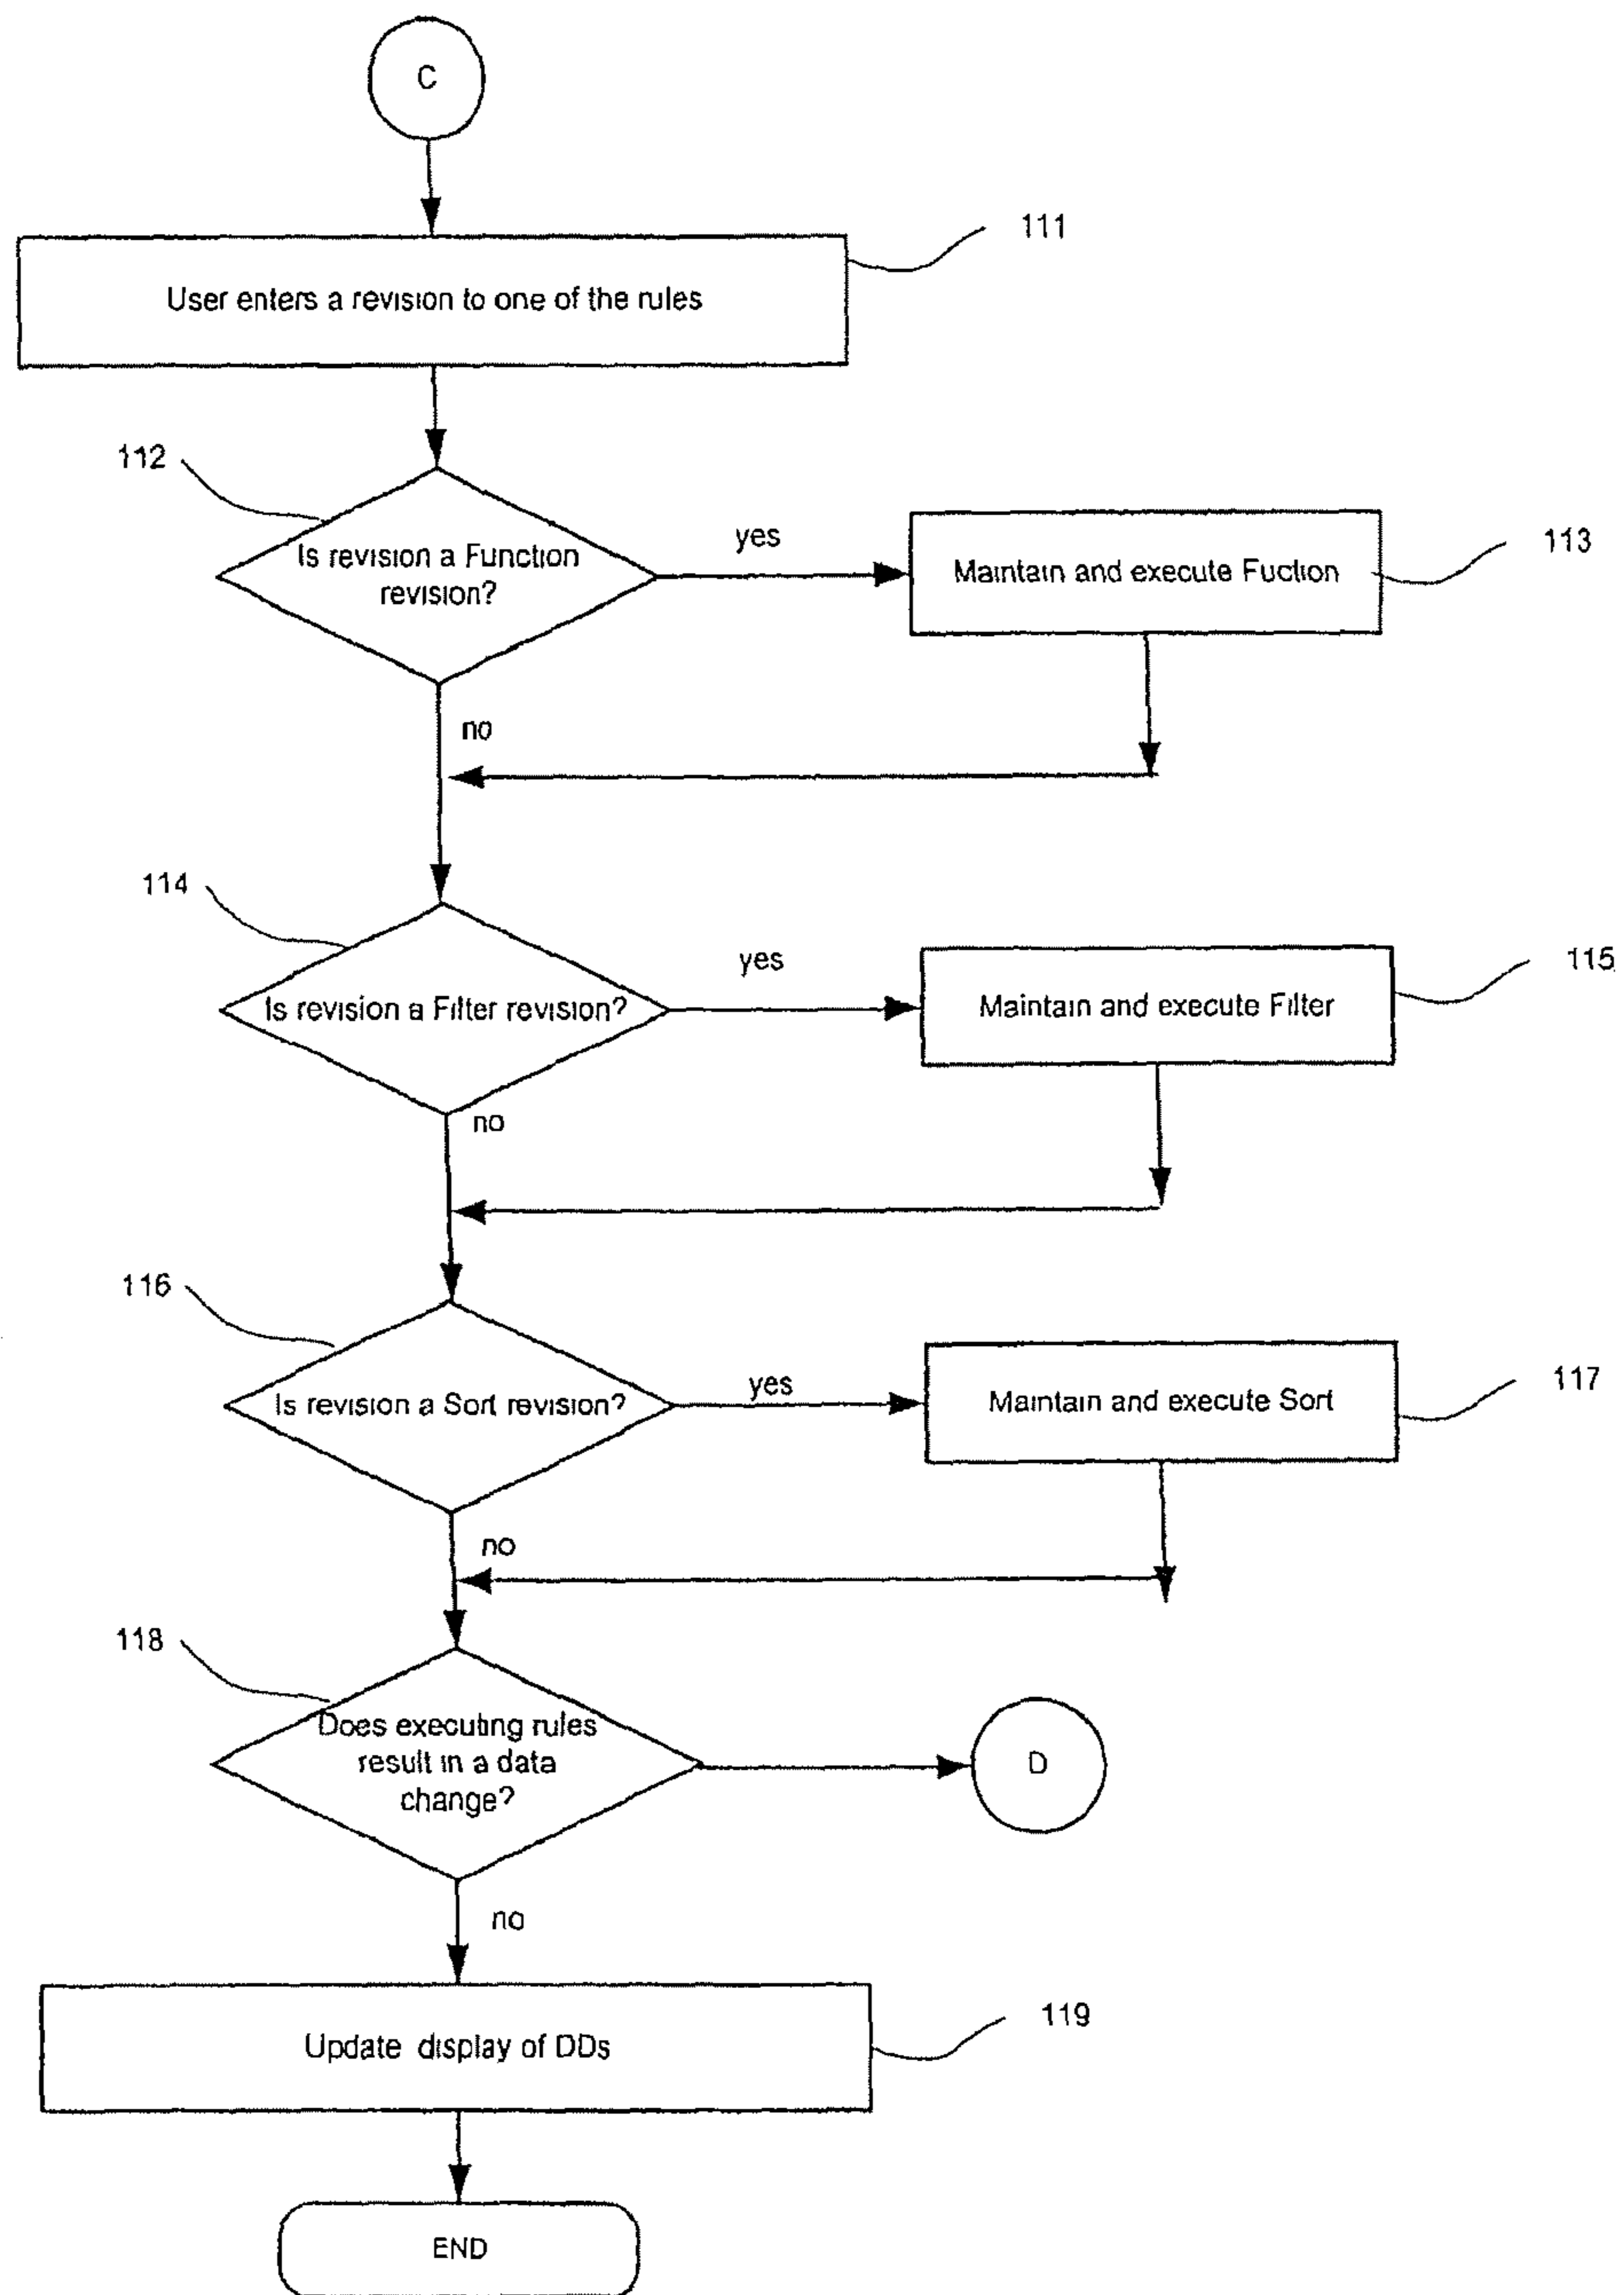 C
111
User enters a revision to one of the rules
112
Is revision a Function
revision?
yes
Maintain and execute Fuction
113
no
114
Is revision a Filter revision?
yes
Maintain and execute Filter
115
no
116
Is revision a Sort revision?
yes
Maintain and execute Sort
117
no
118
Does executing rules
result in a data
change?
D
no
Update display of DDs
119
END